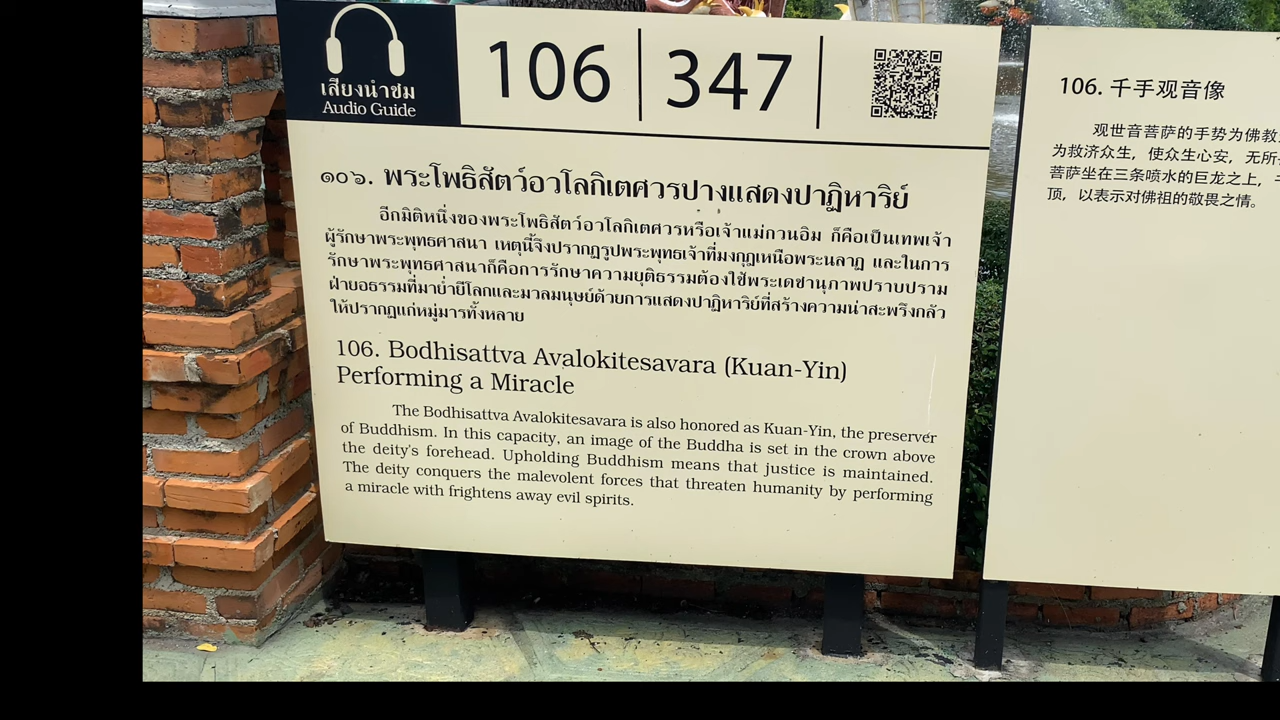 เสียงนำชม
Audio Guide
106
347
๑๐๖. พระโพธิสัตว์อวโลกิเตศวรปางแสดงปาฏิหาริย์
อีกมิติหนึ่งของพระโพธิสัตว์อวโลกิเตศวรหรือเจ้าแม่กวนอิม ก็คือเป็นเทพเจ้า
ผู้รักษาพระพุทธศาสนา เหตุนี้จึงปรากฏรูปพระพุทธเจ้าที่มงกุฎเหนือพระนลาฏ และในการ
รักษาพระพุทธศาสนาก็คือการรักษาความยุติธรรมต้องใช้พระเดชานุภาพปราบปราม
ฝ่ายอธรรมที่มาย่ำยีโลกและมวลมนุษย์ด้วยการแสดงปาฏิหาริย์ที่สร้างความน่าสะพรึงกลัว
ให้ปรากฏแก่หมู่มารทั้งหลาย
106. Bodhisattva Avalokitesavara (Kuan-Yin)
Performing a Miracle
The Bodhisattva Avalokitesavara is also honored as Kuan-Yin, the preserver
of Buddhism. In this capacity, an image of the Buddha is set in the crown above
the deity's forehead. Upholding Buddhism means that justice is maintained.
The deity conquers the malevolent forces that threaten humanity by performing
a miracle with frightens away evil spirits.
106. 千手观音像
观世音菩萨的手势为佛教
为救济众生，使众生心安，无所
菩萨坐在三条喷水的巨龙之上，
顶，以表示对佛祖的敬畏之情。